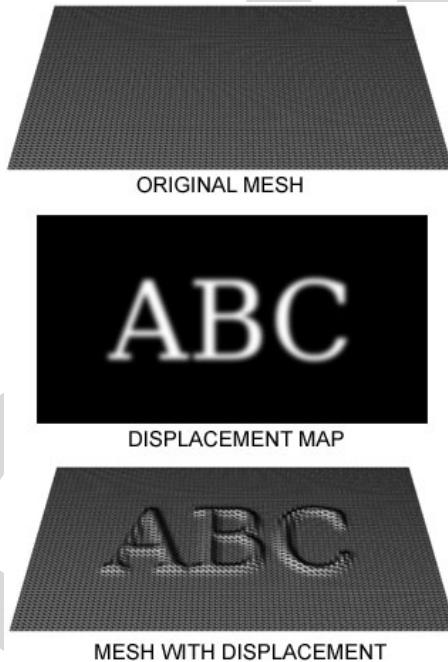 ORIGINAL MESH
ABC
DISPLACEMENT MAP
ABC
MESH WITH DISPLACEMENT